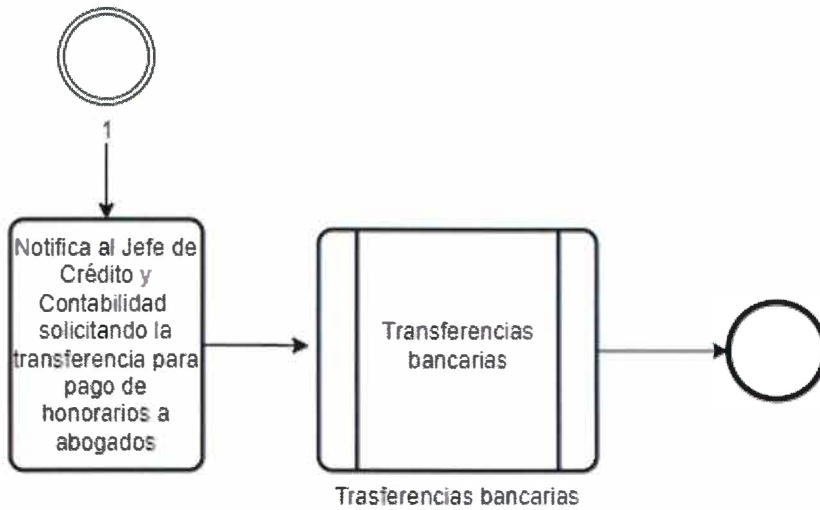 1
Notifica al Jefe de
Crédito y
Contabilidad
solicitando la
transferencia para
pago de
honorarios a
abogados
Transferencias
bancarias
Trasferencias bancarias